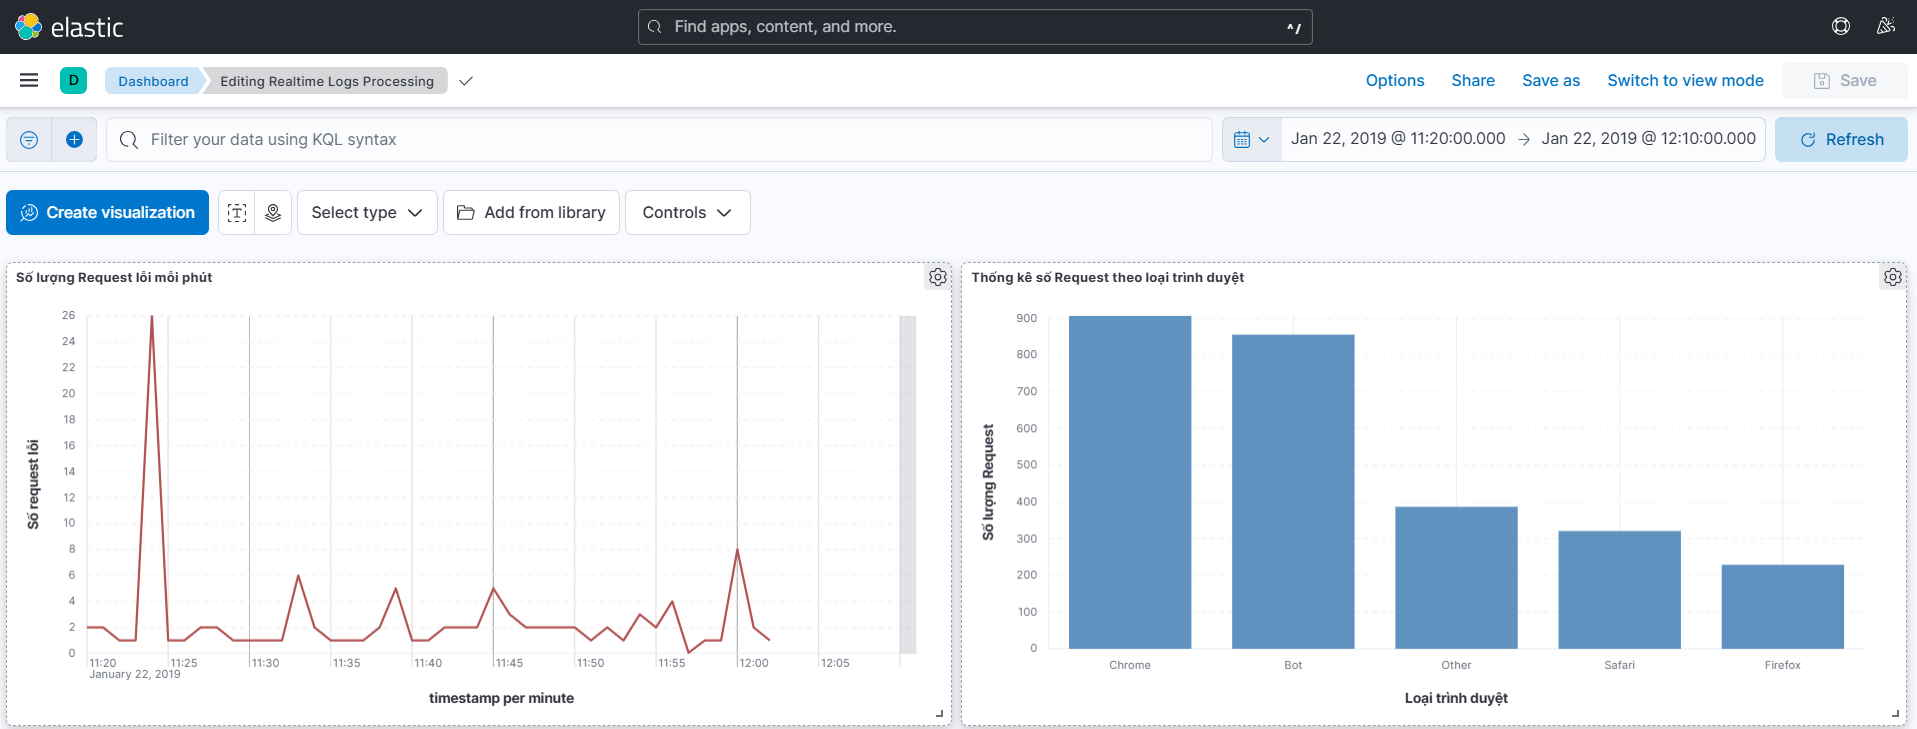 elastic
Find apps, content, and more.
^/
D
Dashboard
Editing Realtime Logs Processing
Options
Share
Save as
Switch to view mode
Save
Filter your data using KQL syntax
Jan 22, 2019 @ 11:20:00.000 → Jan 22, 2019 @ 12:10:00.000
Refresh
Create visualization
Select type
Add from library
Controls
Số lượng Request lỗi mỗi phút
Số request lỗi
26
24
22
20
18
16
14
12
10
8
6
4
2
0
11:20 11:25 11:30 11:35 11:40 11:45 11:50 11:55 12:00 12:05
January 22, 2019
timestamp per minute
Thống kê số Request theo loại trình duyệt
Số lượng Request
900
800
700
600
500
400
300
200
100
0
Chrome Bot Other Safari Firefox
Loại trình duyệt